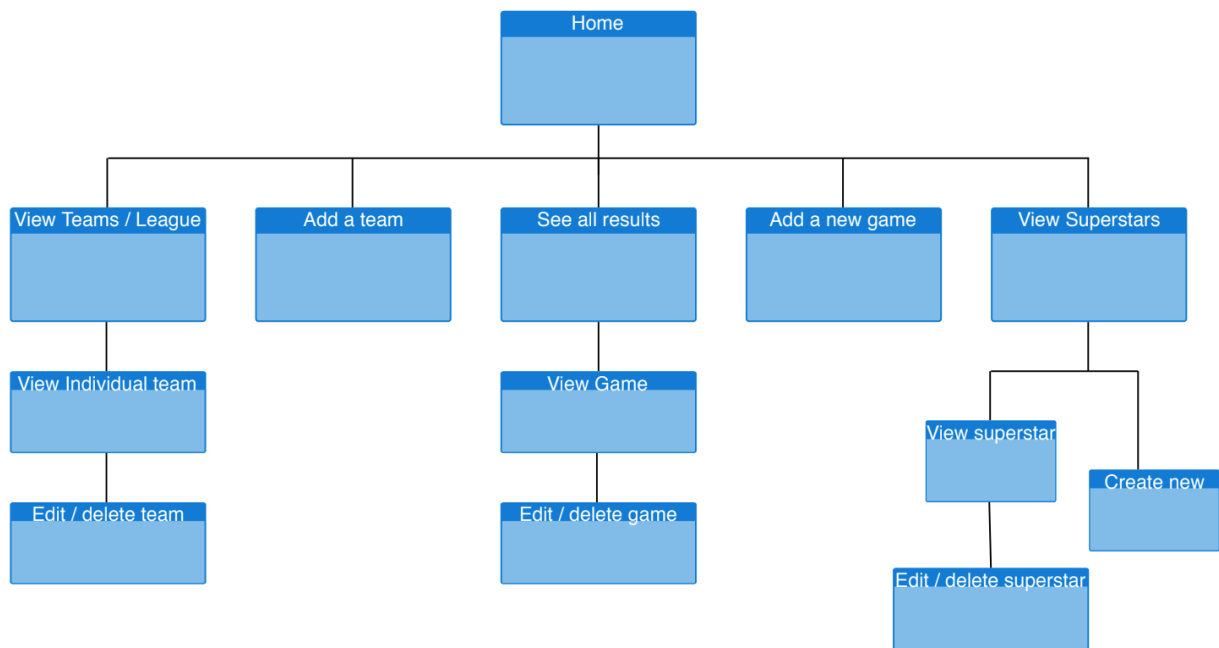 Home
View Teams / League
Add a team
See all results
Add a new game
View Superstars
View Individual team
View Game
View superstar
Create new
Edit / delete team
Edit / delete game
Edit / delete superstar